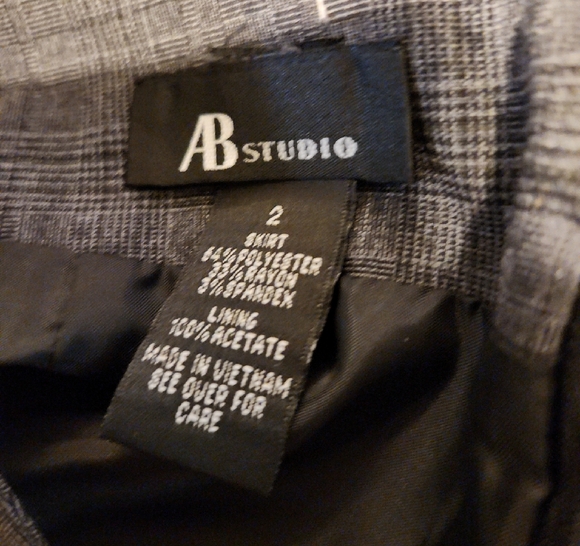 AB STUDIO
2
SKIRT
64% POLYESTER
33% RAYON
3% SPANDEX
LINING
100% ACETATE
MADE IN VIETNAM
SEE OVER FOR
CARE